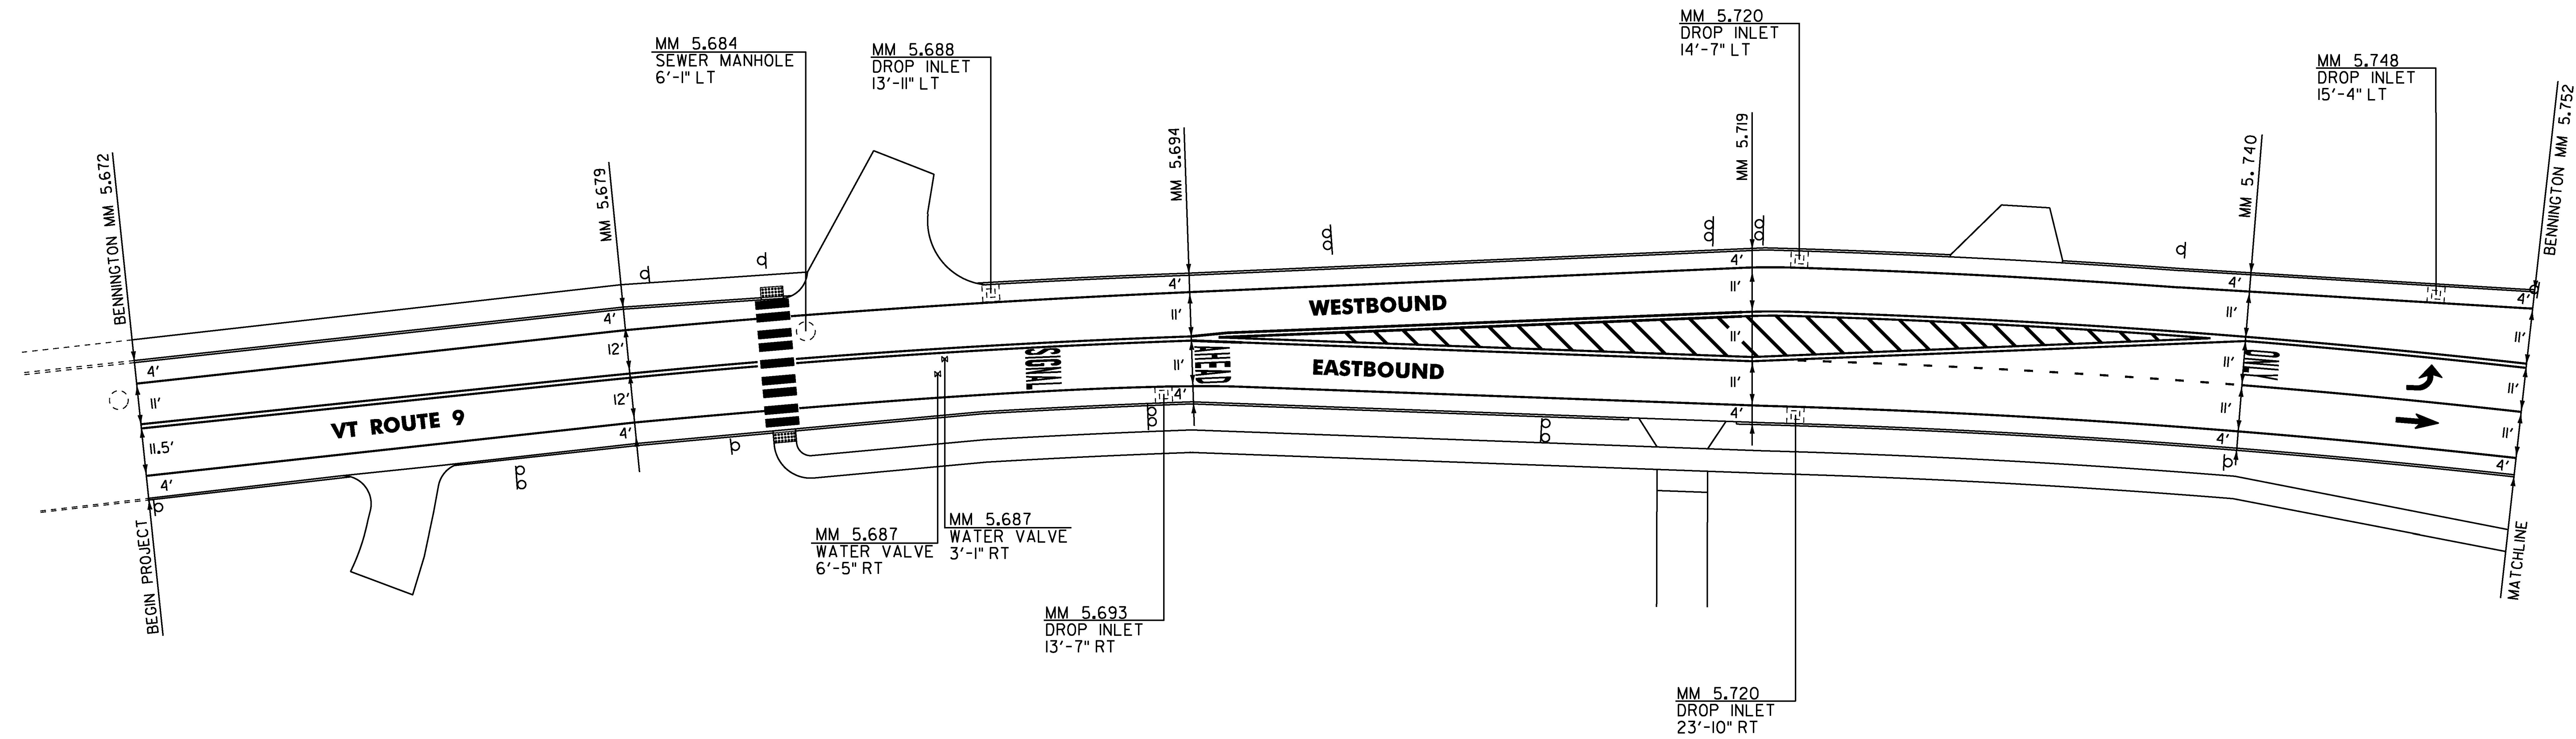 MM 5.684
SEWER MANHOLE
6'-1" LT
MM 5.688
DROP INLET
13'-11" LT
MM 5.720
DROP INLET
14'-7" LT
MM 5.748
DROP INLET
15'-4" LT
BENNINGTON MM 5.672
MM 5.679
MM 5.694
MM 5.719
MM 5. 740
BENNINGTON MM 5.752
4'
11'
11.5'
4'
4'
12'
12'
4'
4'
11'
11'
4'
4'
11'
11'
11'
4'
4'
11'
11'
11'
4'
4'
11'
11'
11'
4'
WESTBOUND
EASTBOUND
VT ROUTE 9
SIGNAL
AHEAD
ONLY
BEGIN PROJECT
MATCHLINE
MM 5.687
WATER VALVE
6'-5" RT
MM 5.687
WATER VALVE
3'-1" RT
MM 5.693
DROP INLET
13'-7" RT
MM 5.720
DROP INLET
23'-10" RT